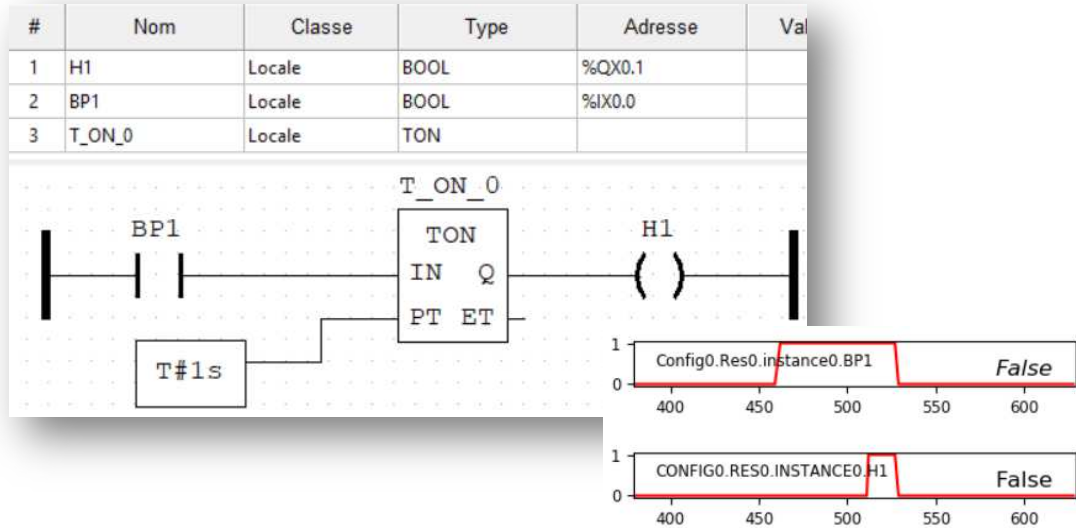 # Nom Classe Type Adresse
1 H1 Locale BOOL %QX0.1
2 BP1 Locale BOOL %IX0.0
3 T_ON_0 Locale TON
T_ON_0
BP1 TON H1
IN Q
PT ET
T#1s
1
Config0.Res0.instance0.BP1 False
0
400 450 500 550 600
1
CONFIG0.RES0.INSTANCE0.H1 False
0
400 450 500 550 600